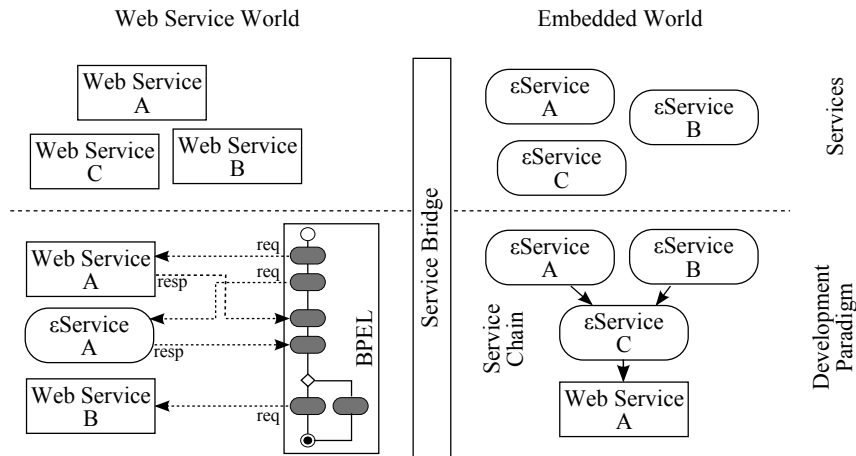 Web Service World
Embedded World
Web Service
A
Web Service
C
Web Service
B
Service Bridge
εService
A
εService
B
εService
C
Services
Web Service
A
εService
A
Web Service
B
req
req
resp
resp
req
BPEL
εService
A
εService
B
Service
Chain
εService
C
Web Service
A
Development
Paradigm